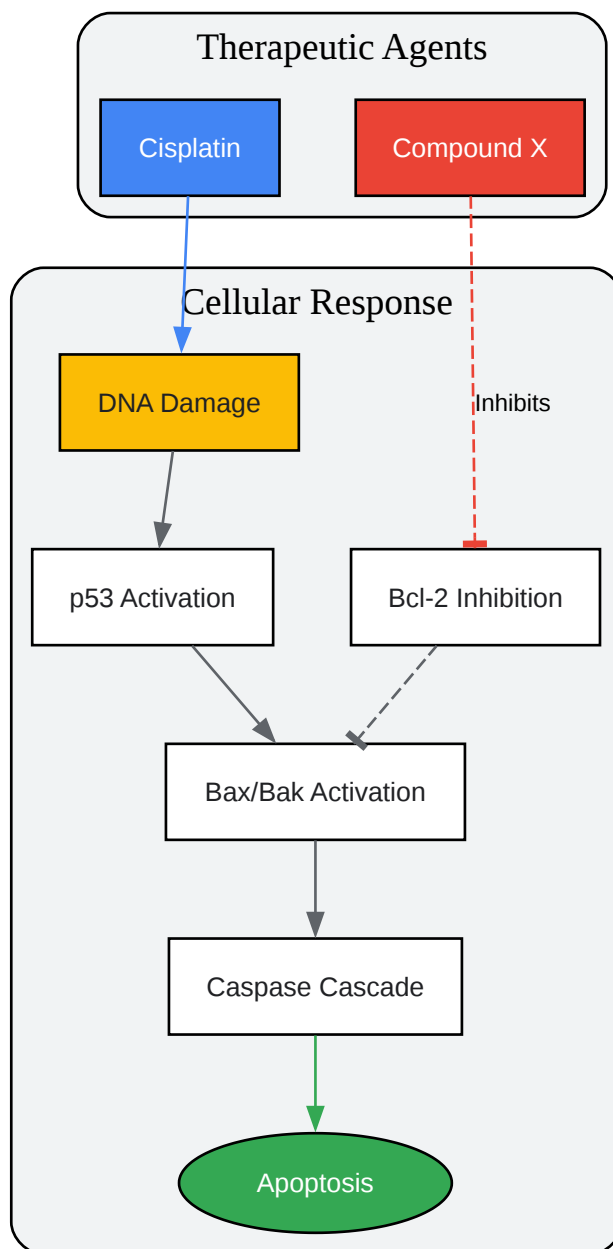 Therapeutic Agents
Cisplatin
Compound X
Cellular Response
DNA Damage
Inhibits
p53 Activation
Bcl-2 Inhibition
Bax/Bak Activation
Caspase Cascade
Apoptosis